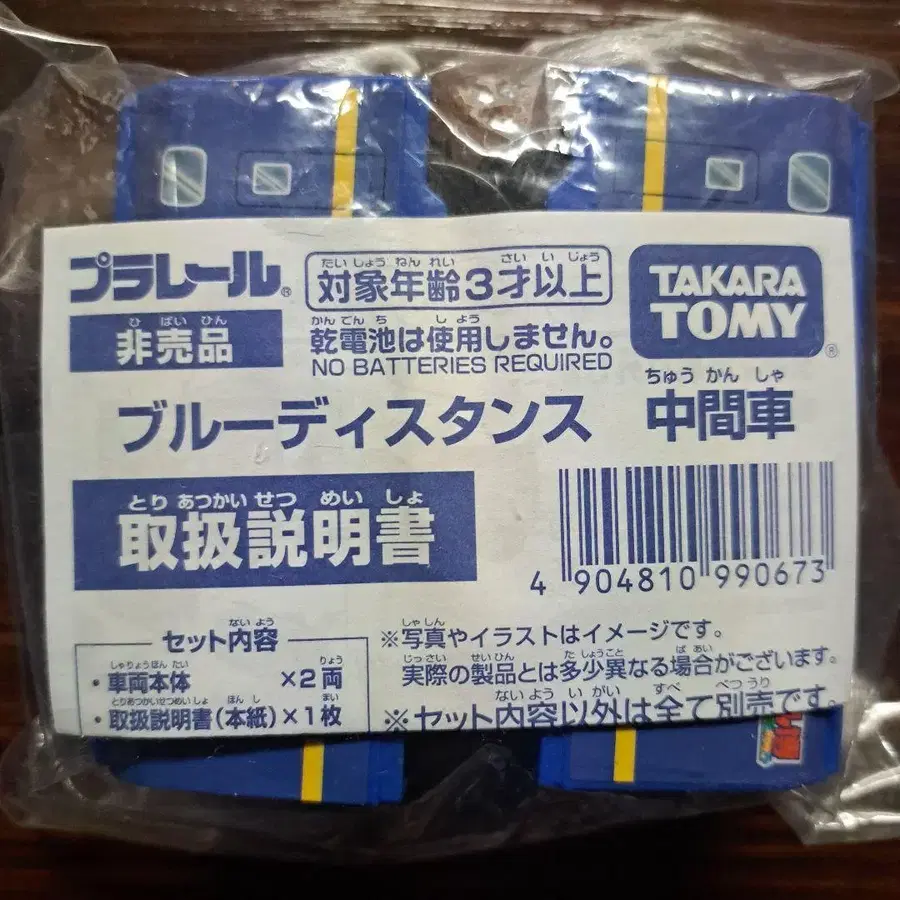 プラレール®
たいしょうねんれい さいいじょう
対象年齢3才以上
TAKARA
TOMY®
ひばいひん
非売品
かんでんち しよう
乾電池は使用しません。
NO BATTERIES REQUIRED
ブルーディスタンス
ちゅうかんしゃ
中間車
とりあつかいせつめいしょ
取扱説明書
4 904810 990673
ないよう
セット内容
しゃりょうほんたい りょう
・車両本体 ×2両
とりあつかいせつめいしょ ほんし まい
・取扱説明書(本紙)×1枚
しゃしん
※写真やイラストはイメージです。
じっさい せいひん たしょうこと ばあい
実際の製品とは多少異なる場合がございます。
ないよういがい すべ べつうり
※セット内容以外は全て別売です。